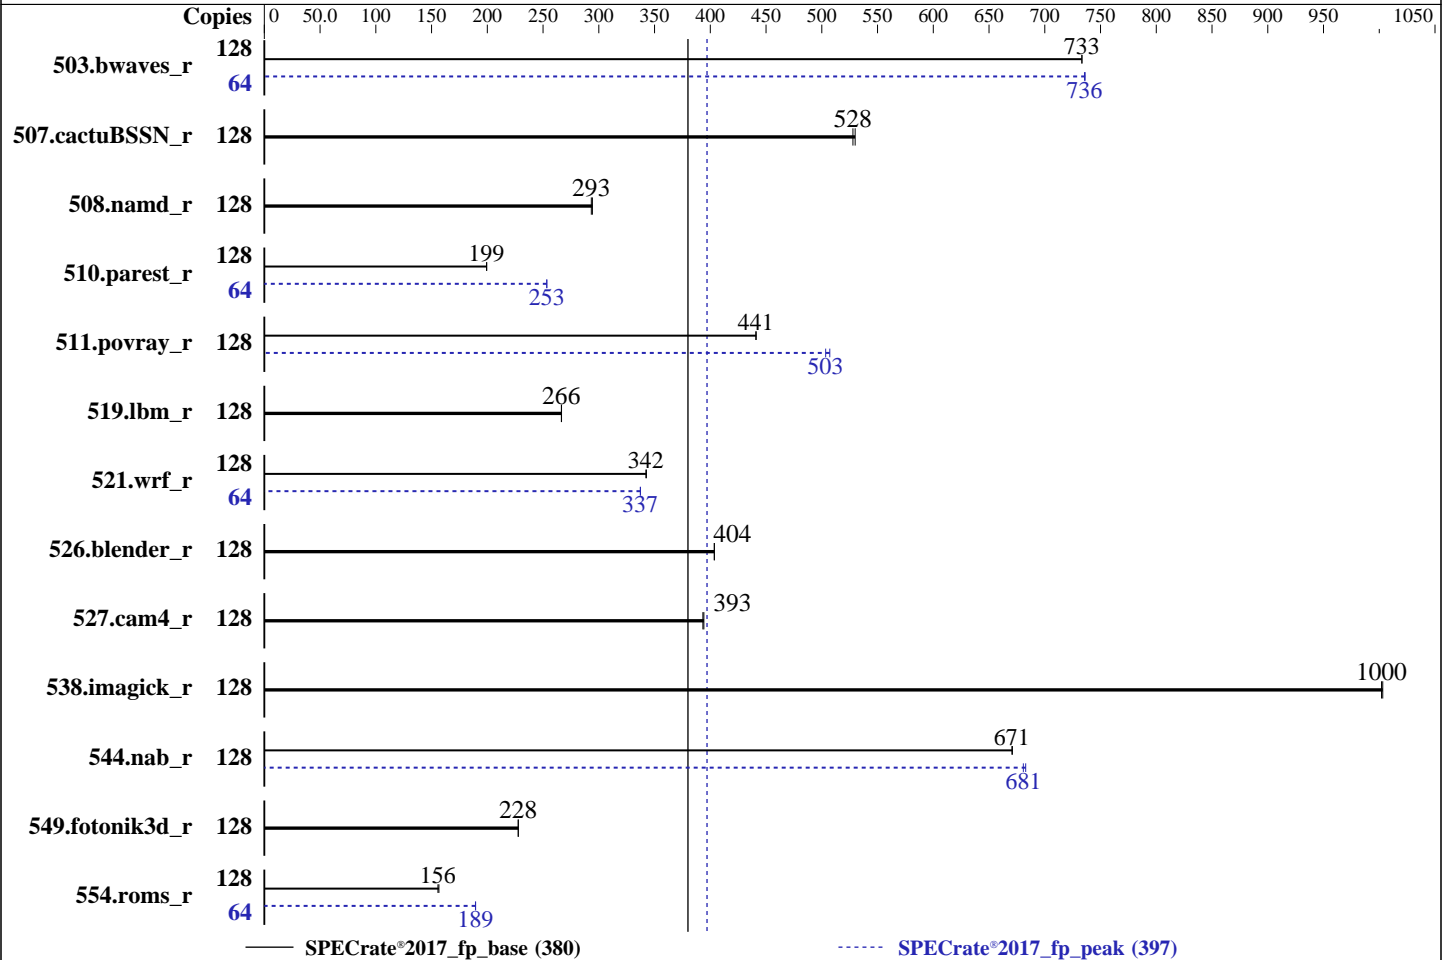 Copies 0 50.0 100 150 200 250 300 350 400 450 500 550 600 650 700 750 800 850 900 950 1050
503.bwaves_r 128 733
64 736
507.cactuBSSN_r 128 528
508.namd_r 128 293
510.parest_r 128 199
64 253
511.povray_r 128 441
503
519.lbm_r 128 266
521.wrf_r 128 342
64 337
526.blender_r 128 404
527.cam4_r 128 393
538.imagick_r 128 1000
544.nab_r 128 671
681
549.fotonik3d_r 128 228
554.roms_r 128 156
64 189
SPECrate®2017_fp_base (380) SPECrate®2017_fp_peak (397)